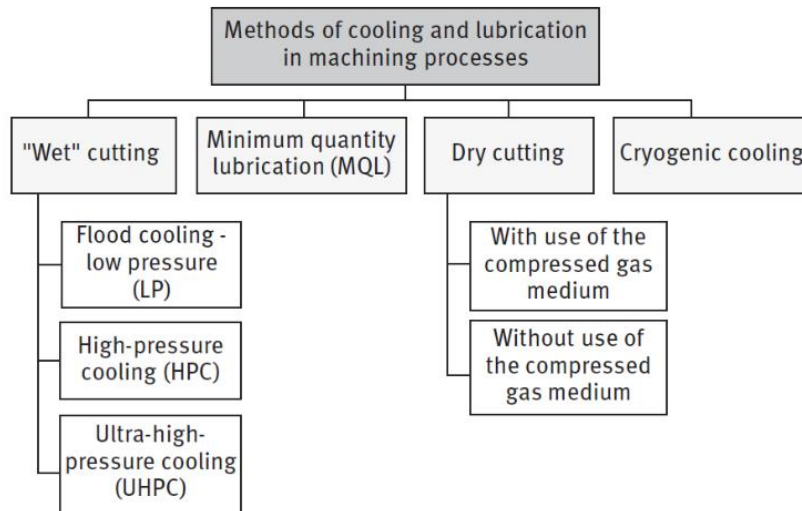 Methods of cooling and lubrication
in machining processes
"Wet" cutting
Minimum quantity
lubrication (MQL)
Dry cutting
Cryogenic cooling
Flood cooling -
low pressure
(LP)
High-pressure
cooling (HPC)
Ultra-high-
pressure cooling
(UHPC)
With use of the
compressed gas
medium
Without use of
the compressed
gas medium